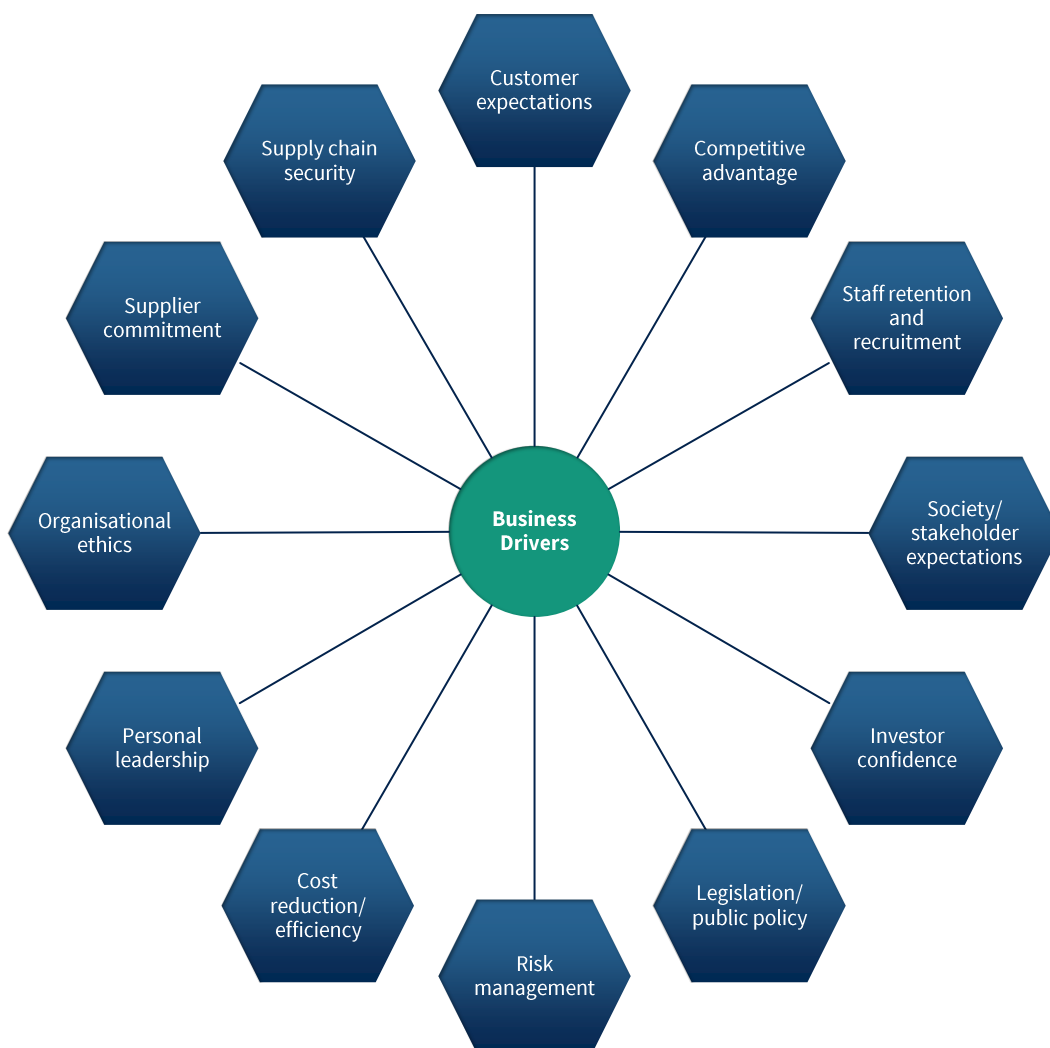 Customer
expectations
Competitive
advantage
Staff retention
and
recruitment
Society/
stakeholder
expectations
Investor
confidence
Legislation/
public policy
Risk
management
Cost
reduction/
efficiency
Personal
leadership
Organisational
ethics
Supplier
commitment
Supply chain
security
Business
Drivers